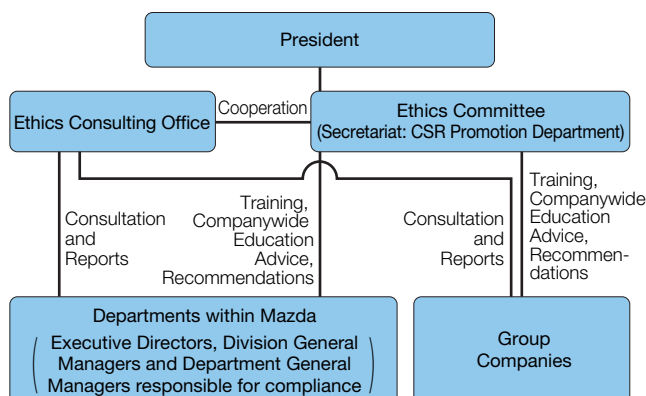 President
Ethics Consulting Office
Cooperation
Ethics Committee
(Secretariat: CSR Promotion Department)
Consultation
and
Reports
Training,
Companywide
Education
Advice,
Recommendations
Consultation
and
Reports
Training,
Companywide
Education
Advice,
Recommen-
dations
Departments within Mazda
Executive Directors, Division General
Managers and Department General
Managers responsible for compliance
Group
Companies